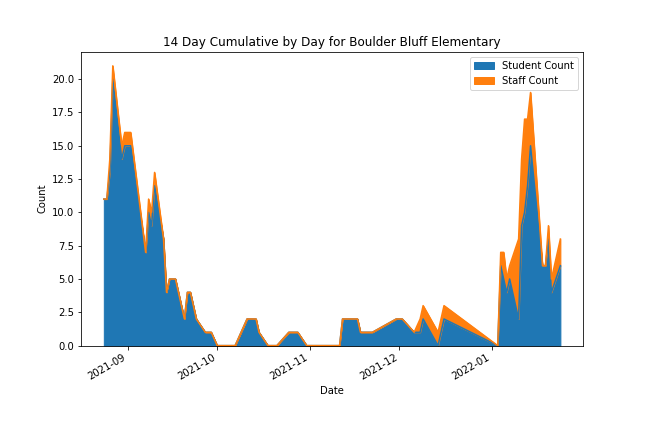 14 Day Cumulative by Day for Boulder Bluff Elementary
Student Count
Staff Count
20.0
17.5
15.0
12.5
10.0
7.5
5.0
2.5
0.0
Count
2021-09
2021-10
2021-11
2021-12
2022-01
Date